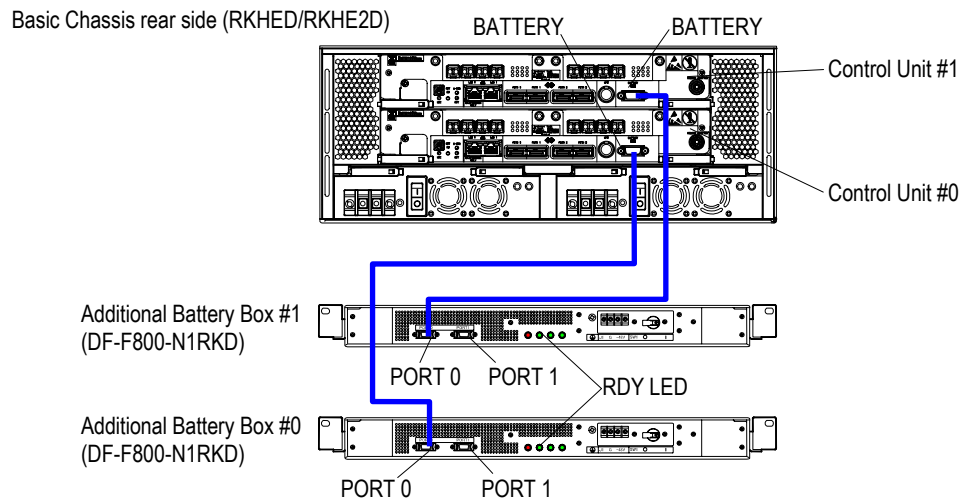 Basic Chassis rear side (RKHED/RKHE2D)
BATTERY
BATTERY
Control Unit #1
Control Unit #0
Additional Battery Box #1
(DF-F800-N1RKD)
PORT 0
PORT 1
RDY LED
Additional Battery Box #0
(DF-F800-N1RKD)
PORT 0
PORT 1